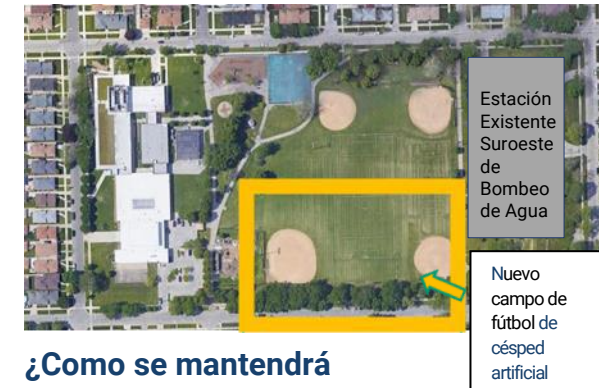 Estación
Existente
Suroeste
de
Bombeo
de Agua
Nuevo
campo de
fútbol de
césped
artificial
¿Como se mantendrá